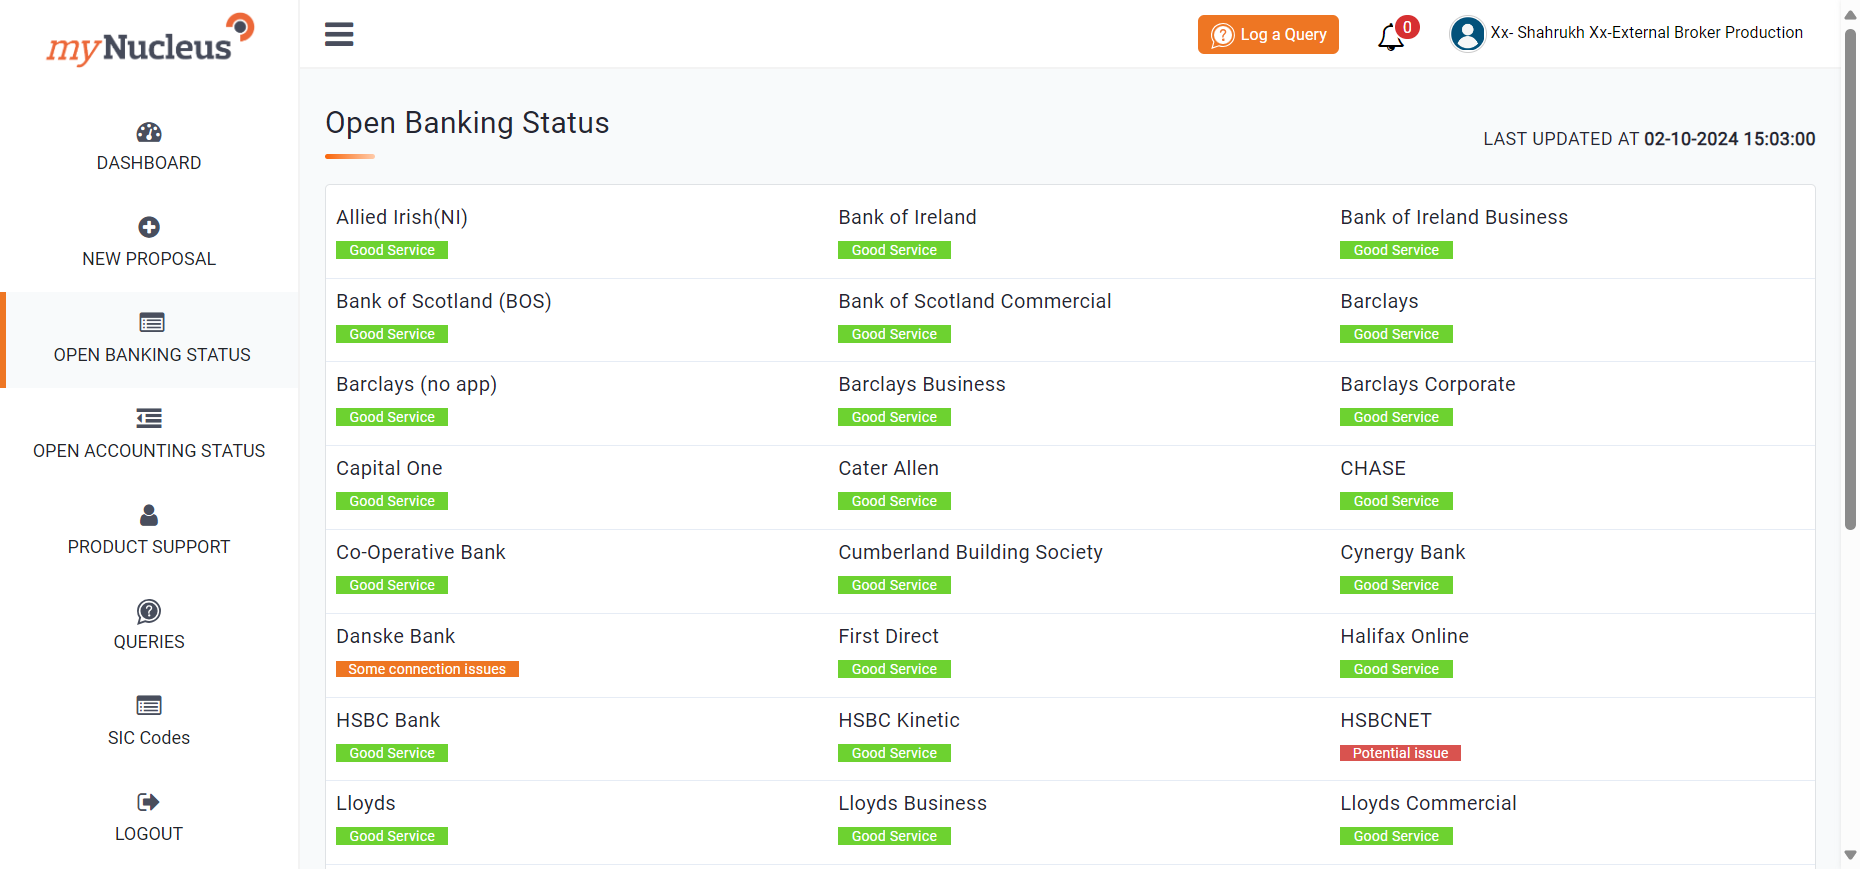 myNucleus
DASHBOARD
NEW PROPOSAL
OPEN BANKING STATUS
OPEN ACCOUNTING STATUS
PRODUCT SUPPORT
QUERIES
SIC Codes
LOGOUT
Log a Query
0
Xx- Shahrukh Xx-External Broker Production
Open Banking Status
LAST UPDATED AT 02-10-2024 15:03:00
Allied Irish(NI)
Good Service
Bank of Ireland
Good Service
Bank of Ireland Business
Good Service
Bank of Scotland (BOS)
Good Service
Bank of Scotland Commercial
Good Service
Barclays
Good Service
Barclays (no app)
Good Service
Barclays Business
Good Service
Barclays Corporate
Good Service
Capital One
Good Service
Cater Allen
Good Service
CHASE
Good Service
Co-Operative Bank
Good Service
Cumberland Building Society
Good Service
Cynergy Bank
Good Service
Danske Bank
Some connection issues
First Direct
Good Service
Halifax Online
Good Service
HSBC Bank
Good Service
HSBC Kinetic
Good Service
HSBCNET
Potential issue
Lloyds
Good Service
Lloyds Business
Good Service
Lloyds Commercial
Good Service